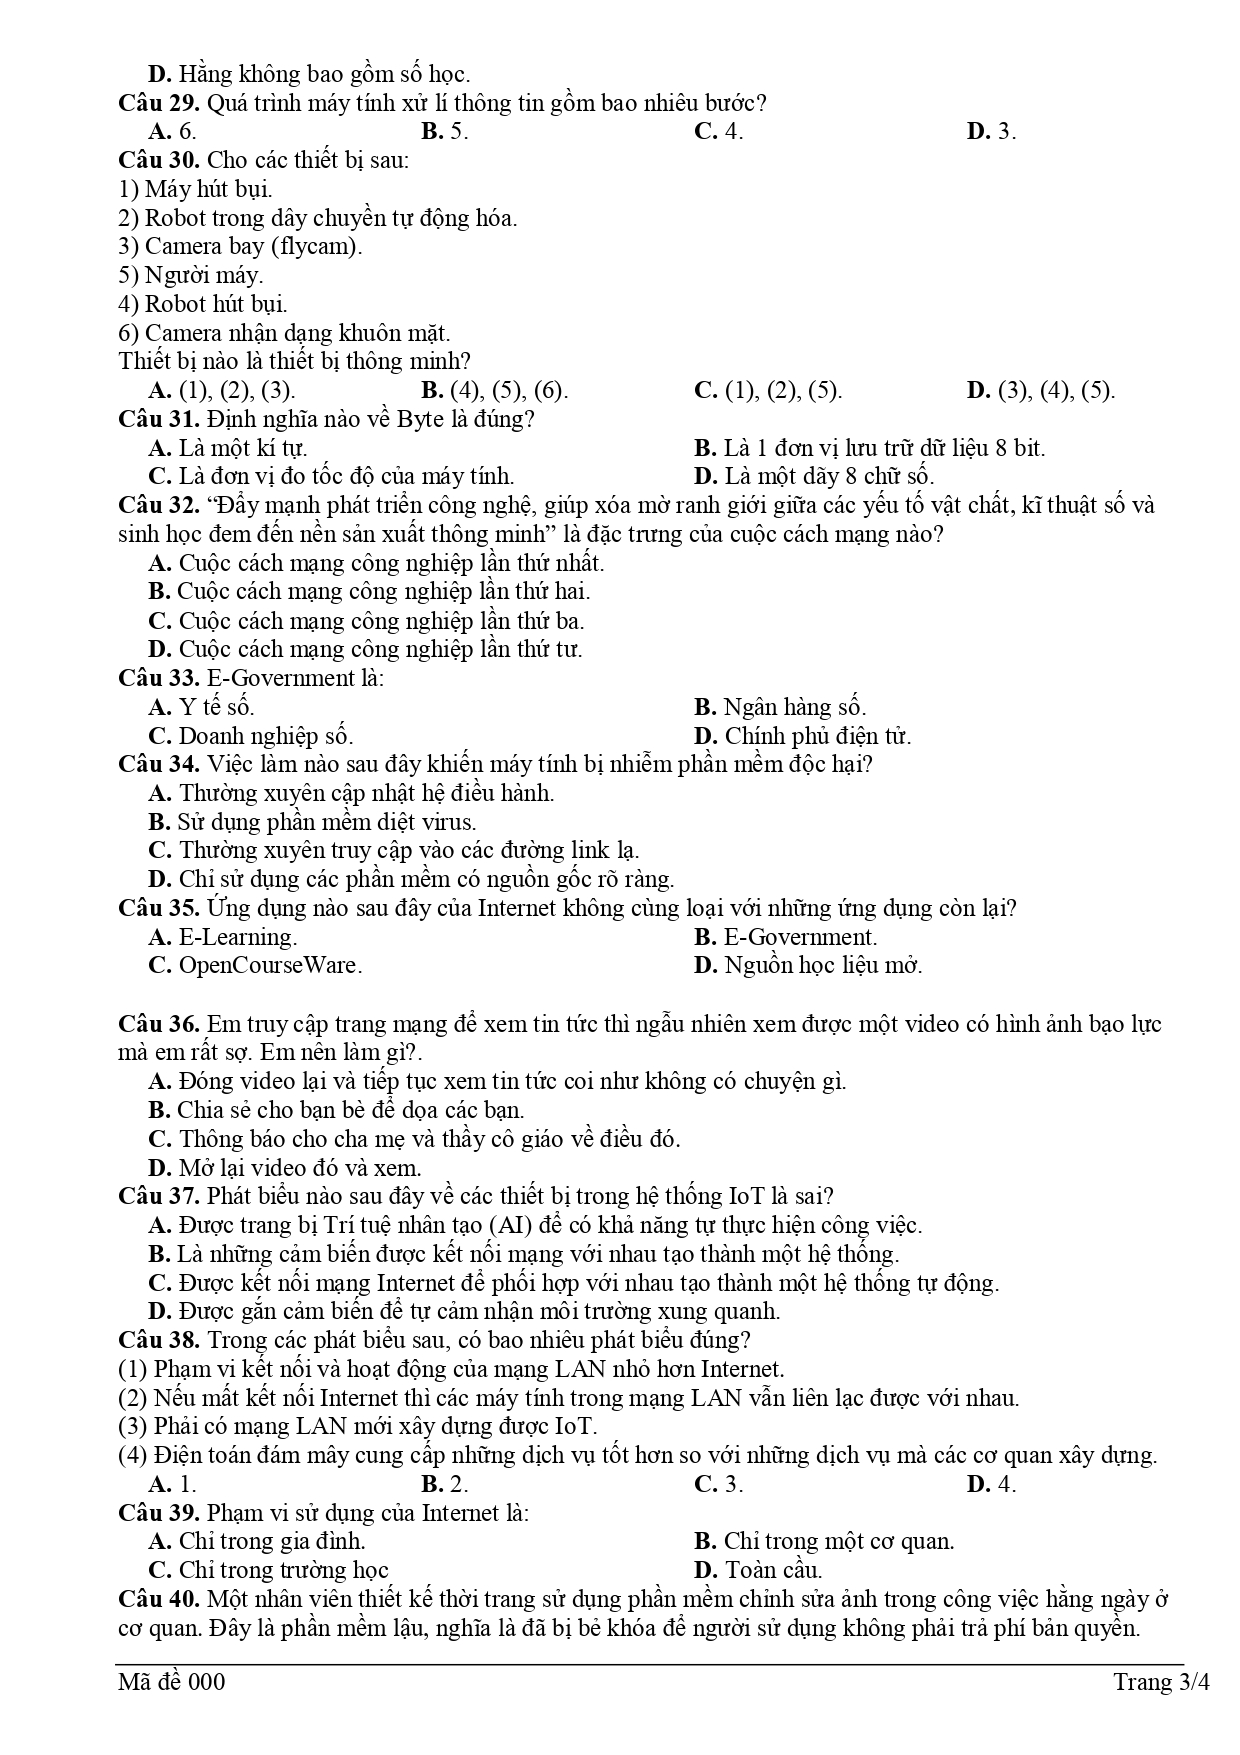 D. Hằng không bao gồm số học.
Câu 29. Quá trình máy tính xử lí thông tin gồm bao nhiêu bước?
A. 6. B. 5. C. 4. D. 3.
Câu 30. Cho các thiết bị sau:
1) Máy hút bụi.
2) Robot trong dây chuyền tự động hóa.
3) Camera bay (flycam).
5) Người máy.
4) Robot hút bụi.
6) Camera nhận dạng khuôn mặt.
Thiết bị nào là thiết bị thông minh?
A. (1), (2), (3). B. (4), (5), (6). C. (1), (2), (5). D. (3), (4), (5).
Câu 31. Định nghĩa nào về Byte là đúng?
A. Là một kí tự. B. Là 1 đơn vị lưu trữ dữ liệu 8 bit.
C. Là đơn vị đo tốc độ của máy tính. D. Là một dãy 8 chữ số.
Câu 32. “Đẩy mạnh phát triển công nghệ, giúp xóa mờ ranh giới giữa các yếu tố vật chất, kĩ thuật số và
sinh học đem đến nền sản xuất thông minh” là đặc trưng của cuộc cách mạng nào?
A. Cuộc cách mạng công nghiệp lần thứ nhất.
B. Cuộc cách mạng công nghiệp lần thứ hai.
C. Cuộc cách mạng công nghiệp lần thứ ba.
D. Cuộc cách mạng công nghiệp lần thứ tư.
Câu 33. E-Government là:
A. Y tế số. B. Ngân hàng số.
C. Doanh nghiệp số. D. Chính phủ điện tử.
Câu 34. Việc làm nào sau đây khiến máy tính bị nhiễm phần mềm độc hại?
A. Thường xuyên cập nhật hệ điều hành.
B. Sử dụng phần mềm diệt virus.
C. Thường xuyên truy cập vào các đường link lạ.
D. Chỉ sử dụng các phần mềm có nguồn gốc rõ ràng.
Câu 35. Ứng dụng nào sau đây của Internet không cùng loại với những ứng dụng còn lại?
A. E-Learning. B. E-Government.
C. OpenCourseWare. D. Nguồn học liệu mở.
Câu 36. Em truy cập trang mạng để xem tin tức thì ngẫu nhiên xem được một video có hình ảnh bạo lực
mà em rất sợ. Em nên làm gì?.
A. Đóng video lại và tiếp tục xem tin tức coi như không có chuyện gì.
B. Chia sẻ cho bạn bè để dọa các bạn.
C. Thông báo cho cha mẹ và thầy cô giáo về điều đó.
D. Mở lại video đó và xem.
Câu 37. Phát biểu nào sau đây về các thiết bị trong hệ thống IoT là sai?
A. Được trang bị Trí tuệ nhân tạo (AI) để có khả năng tự thực hiện công việc.
B. Là những cảm biến được kết nối mạng với nhau tạo thành một hệ thống.
C. Được kết nối mạng Internet để phối hợp với nhau tạo thành một hệ thống tự động.
D. Được gắn cảm biến để tự cảm nhận môi trường xung quanh.
Câu 38. Trong các phát biểu sau, có bao nhiêu phát biểu đúng?
(1) Phạm vi kết nối và hoạt động của mạng LAN nhỏ hơn Internet.
(2) Nếu mất kết nối Internet thì các máy tính trong mạng LAN vẫn liên lạc được với nhau.
(3) Phải có mạng LAN mới xây dựng được IoT.
(4) Điện toán đám mây cung cấp những dịch vụ tốt hơn so với những dịch vụ mà các cơ quan xây dựng.
A. 1. B. 2. C. 3. D. 4.
Câu 39. Phạm vi sử dụng của Internet là:
A. Chỉ trong gia đình. B. Chỉ trong một cơ quan.
C. Chỉ trong trường học D. Toàn cầu.
Câu 40. Một nhân viên thiết kế thời trang sử dụng phần mềm chỉnh sửa ảnh trong công việc hằng ngày ở
cơ quan. Đây là phần mềm lậu, nghĩa là đã bị bẻ khóa để người sử dụng không phải trả phí bản quyền.
Mã đề 000 Trang 3/4